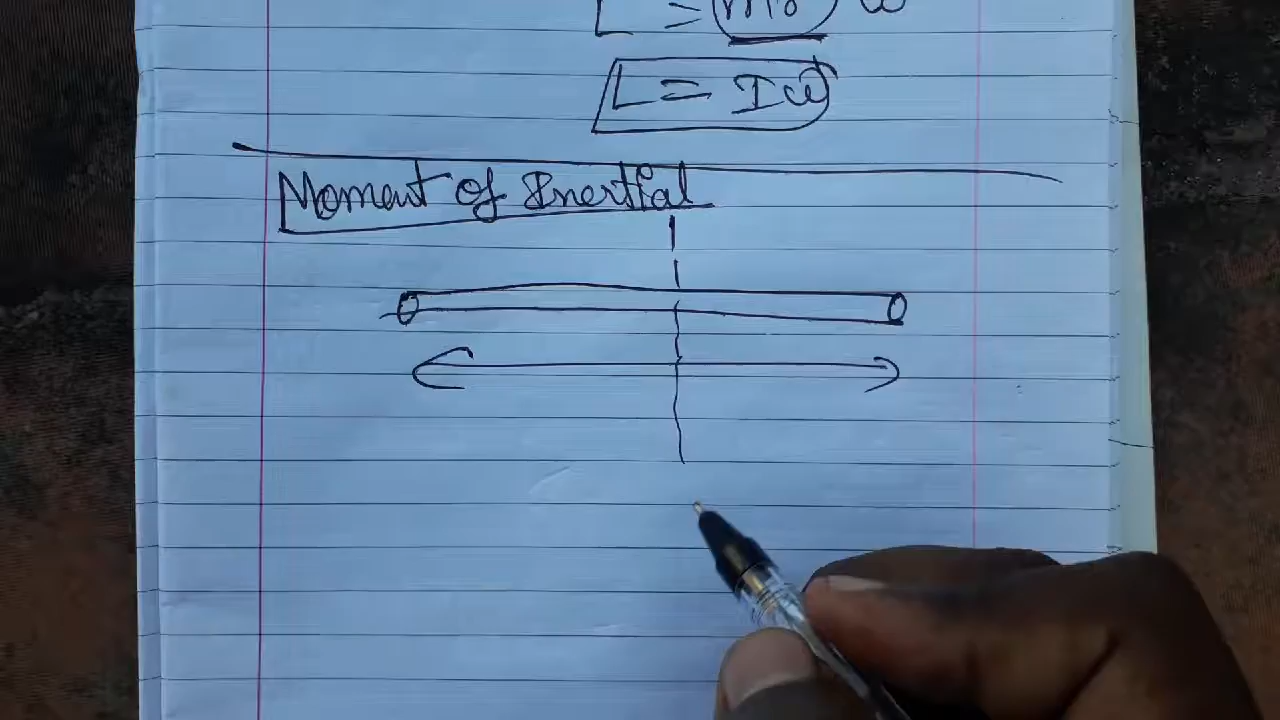 L = Iω
Moment of Inertial